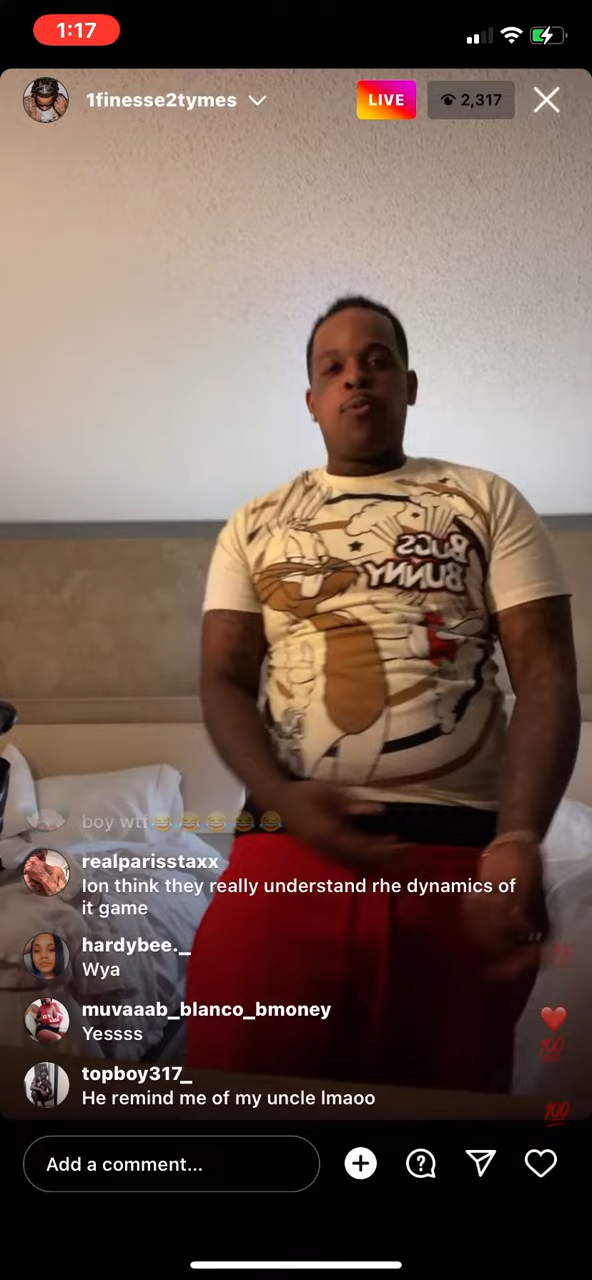 1:17
1finesse2tymes
LIVE
2,317
BUGS
BUNNY
boy wtf 😂😂😂😂😂
realparisstaxx
Ion think they really understand rhe dynamics of
it game
hardybee._
Wya
muvaaab_blanco_bmoney
Yessss
topboy317_
He remind me of my uncle lmaoo
💯
💯
Add a comment...